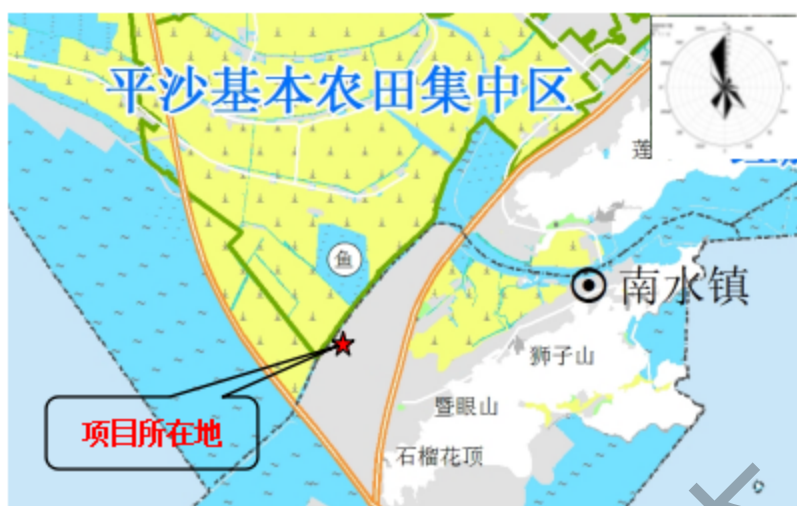 平沙基本农田集中区
莲
鱼
南水镇
狮子山
项目所在地
暨眼山
石榴花顶